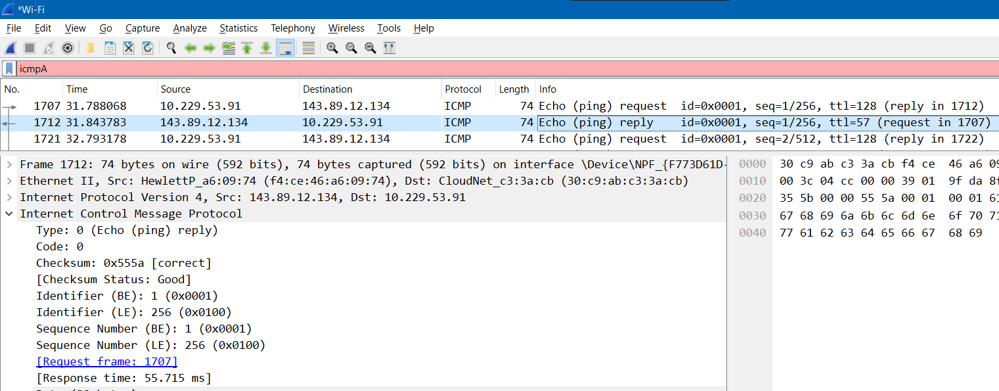 *Wi-Fi
File Edit View Go Capture Analyze Statistics Telephony Wireless Tools Help
icmpA
No. Time Source Destination Protocol Length Info
1707 31.788068 10.229.53.91 143.89.12.134 ICMP 74 Echo (ping) request id=0x0001, seq=1/256, ttl=128 (reply in 1712)
1712 31.843783 143.89.12.134 10.229.53.91 ICMP 74 Echo (ping) reply id=0x0001, seq=1/256, ttl=57 (request in 1707)
1721 32.793178 10.229.53.91 143.89.12.134 ICMP 74 Echo (ping) request id=0x0001, seq=2/512, ttl=128 (reply in 1722)
Frame 1712: 74 bytes on wire (592 bits), 74 bytes captured (592 bits) on interface \Device\NPF_{F773D61D-
Ethernet II, Src: HewlettP_a6:09:74 (f4:ce:46:a6:09:74), Dst: CloudNet_c3:3a:cb (30:c9:ab:c3:3a:cb)
Internet Protocol Version 4, Src: 143.89.12.134, Dst: 10.229.53.91
Internet Control Message Protocol
Type: 0 (Echo (ping) reply)
Code: 0
Checksum: 0x555a [correct]
[Checksum Status: Good]
Identifier (BE): 1 (0x0001)
Identifier (LE): 256 (0x0100)
Sequence Number (BE): 1 (0x0001)
Sequence Number (LE): 256 (0x0100)
[Request frame: 1707]
[Response time: 55.715 ms]
0000 30 c9 ab c3 3a cb f4 ce 46 a6 09
0010 00 3c 04 cc 00 00 39 01 9f da 8f
0020 35 5b 00 00 55 5a 00 01 00 01 61
0030 67 68 69 6a 6b 6c 6d 6e 6f 70 71
0040 77 61 62 63 64 65 66 67 68 69